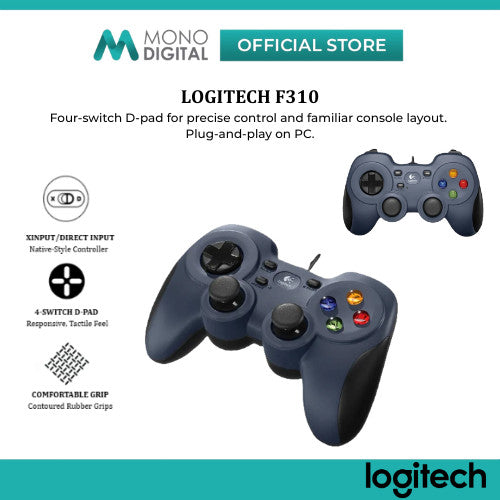 MONO
DIGITAL
OFFICIAL STORE
LOGITECH F310
Four-switch D-pad for precise control and familiar console layout.
Plug-and-play on PC.
X
D
XINPUT/DIRECT INPUT
Native-Style Controller
4-SWITCH D-PAD
Responsive, Tactile Feel
COMFORTABLE GRIP
Contoured Rubber Grips
logitech